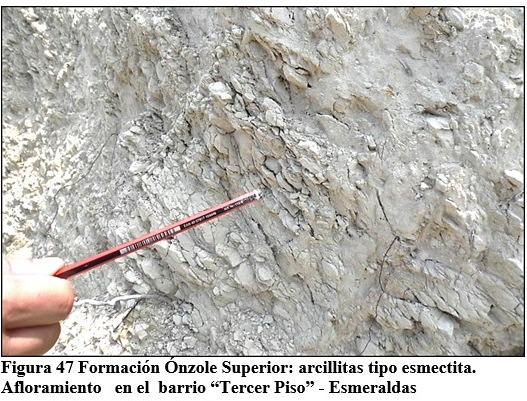 Figura 47 Formación Ónzole Superior: arcillitas tipo esmectita.
Afloramiento en el barrio “Tercer Piso” - Esmeraldas